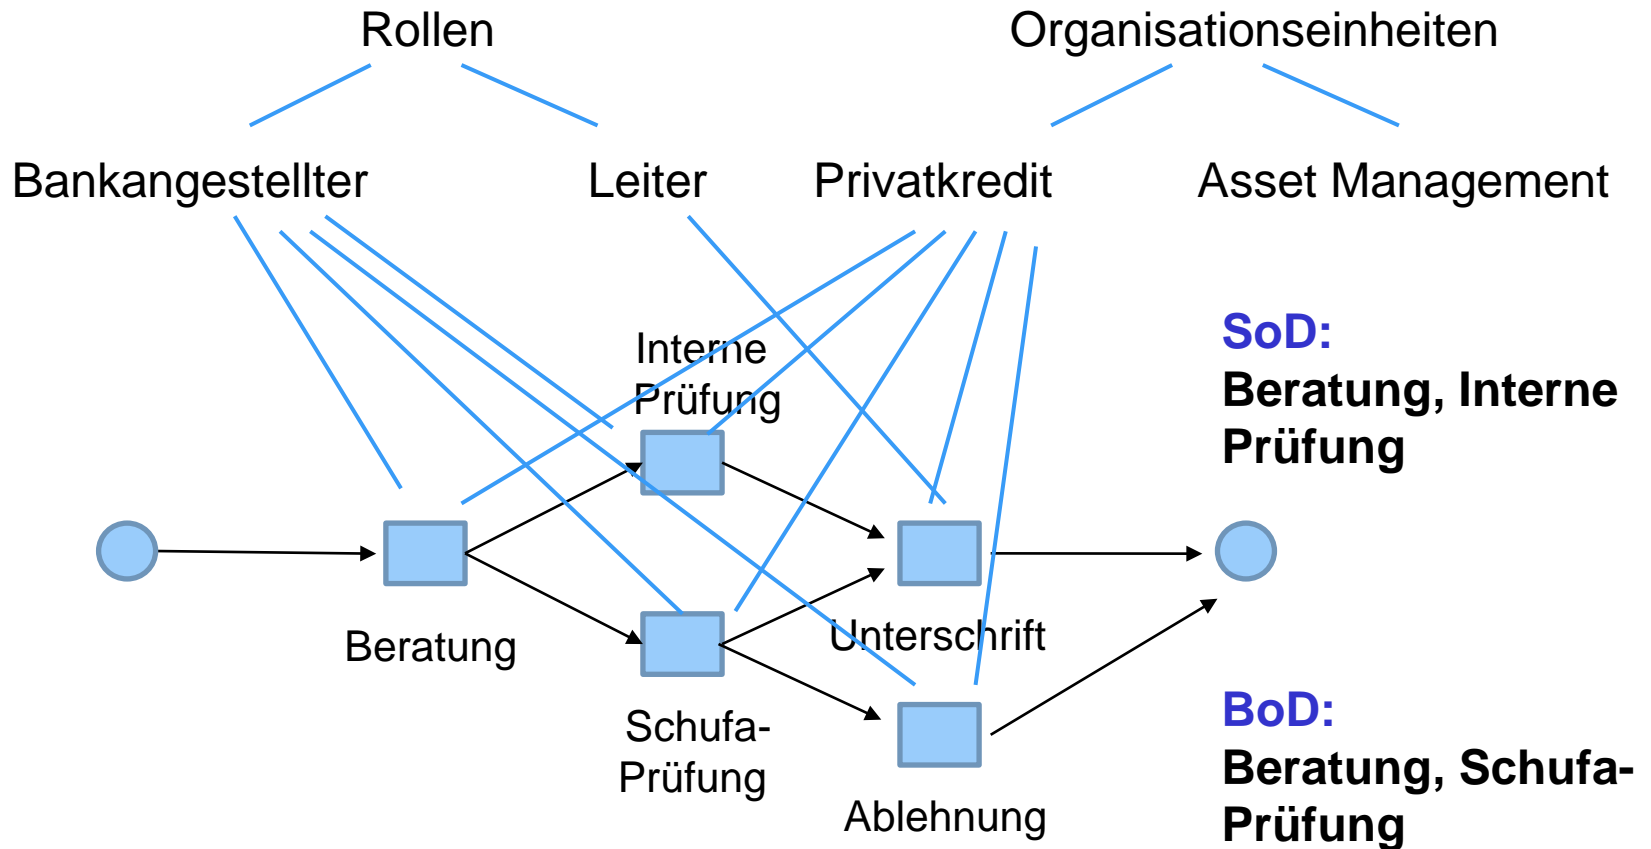 Rollen
Organisationseinheiten
Bankangestellter
Leiter
Privatkredit
Asset Management
Interne
Prüfung
SoD:
Beratung, Interne
Prüfung
Beratung
Unterschrift
Schufa-
Prüfung
Ablehnung
BoD:
Beratung, Schufa-
Prüfung